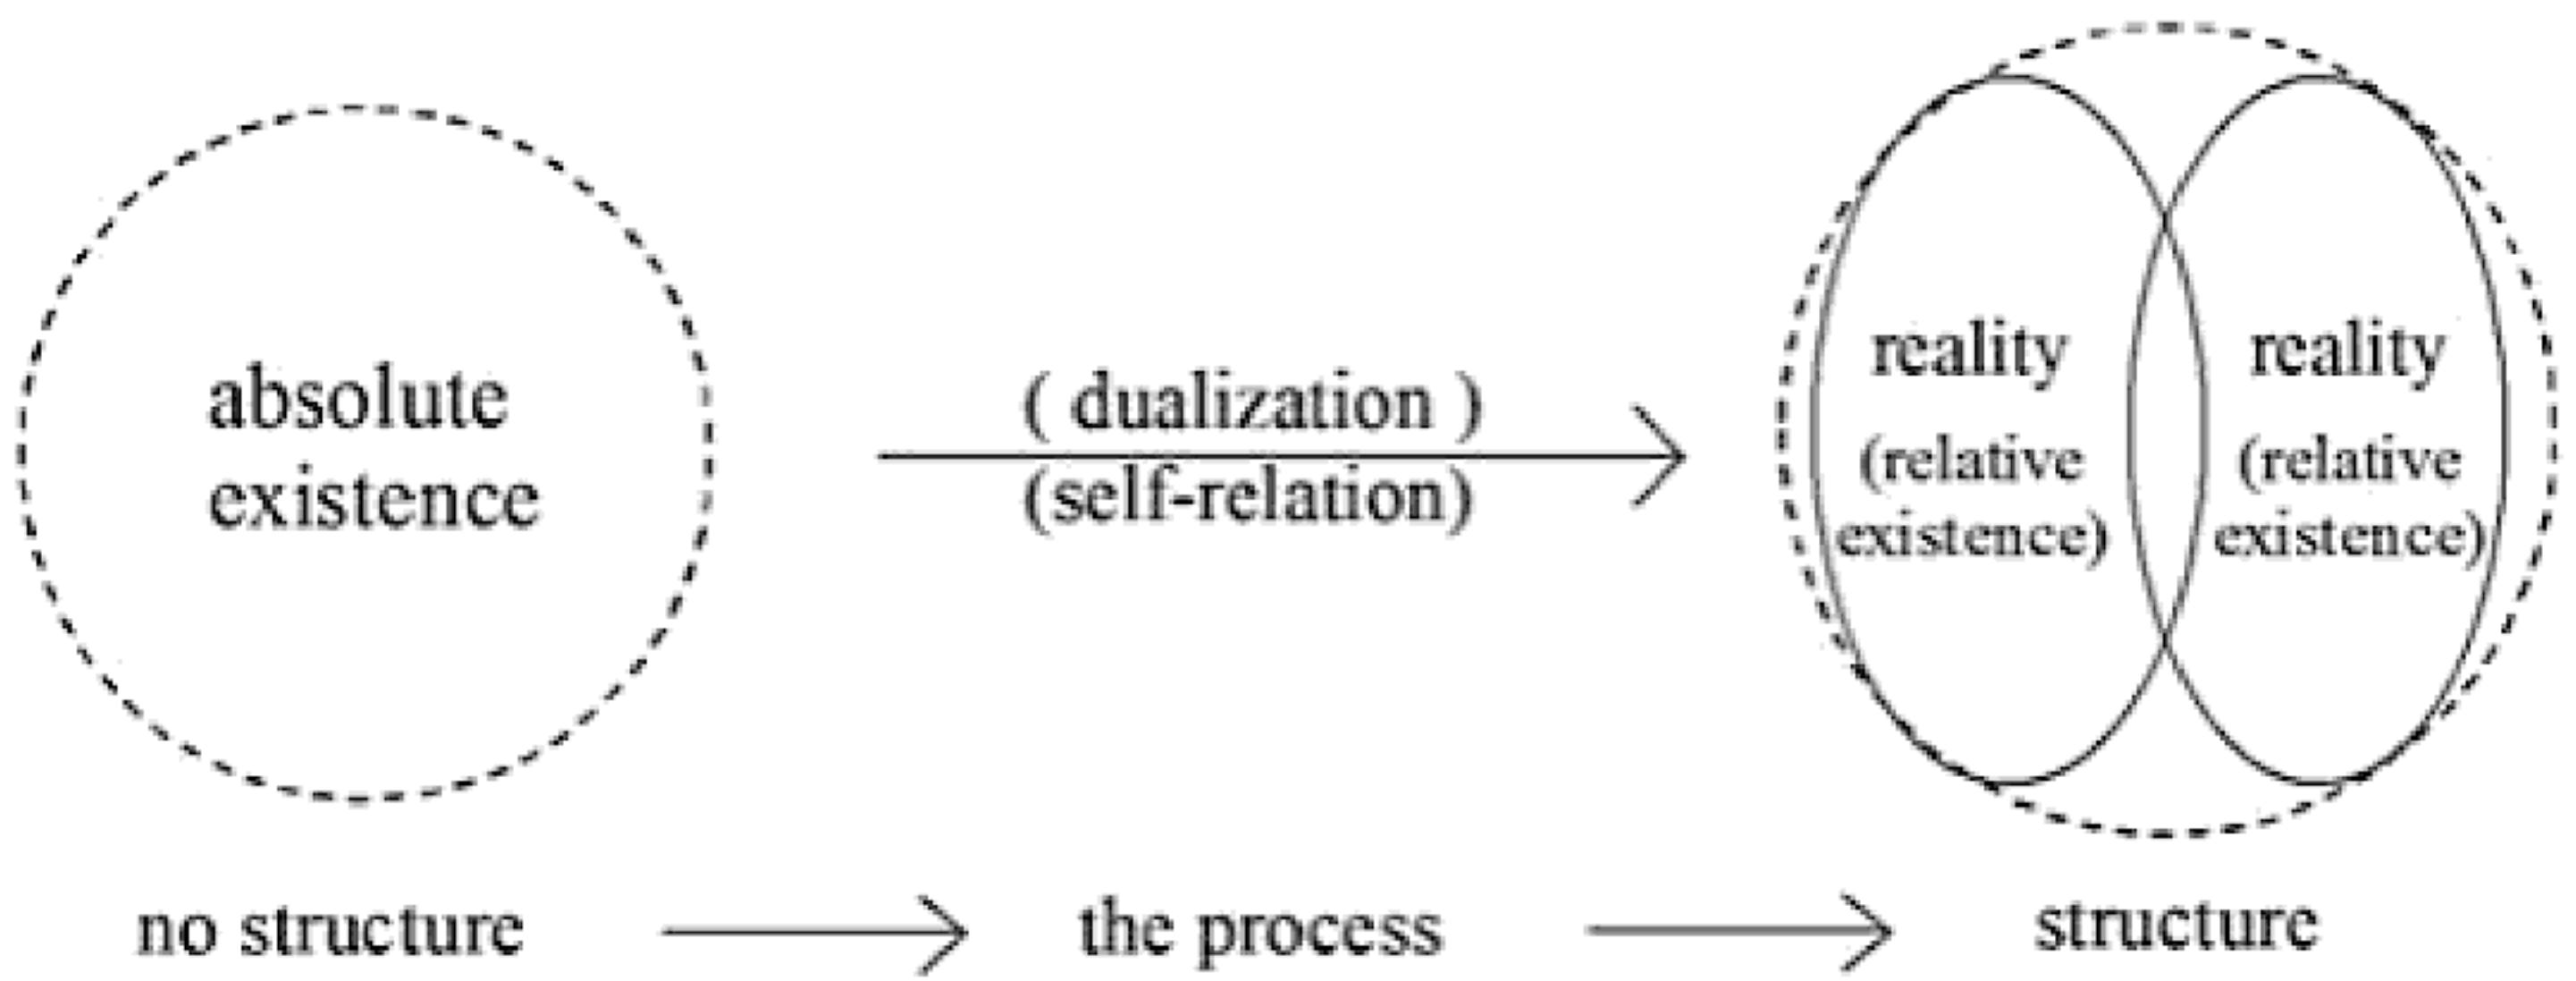 absolute
existence
( dualization )
(self-relation)
reality
(relative
existence)
reality
(relative
existence)
no structure
the process
structure